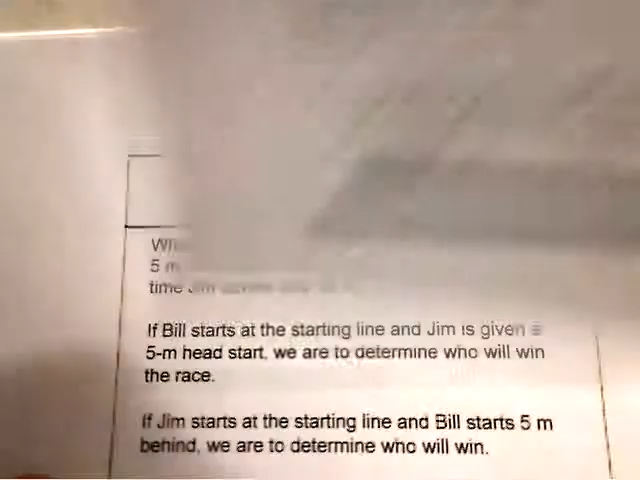 5 m
time
If Bill starts at the starting line and Jim is given a
5-m head start, we are to determine who will win
the race.
If Jim starts at the starting line and Bill starts 5 m
behind, we are to determine who will win.